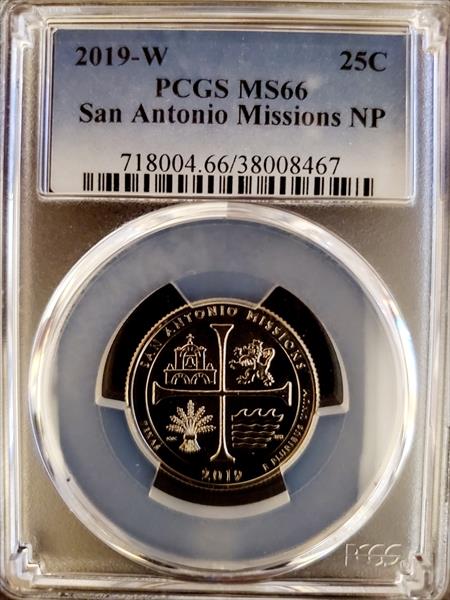 2019-W 25C
PCGS MS66
San Antonio Missions NP
718004.66/38008467
SAN ANTONIO MISSIONS
TEXAS
2019
E PLURIBUS UNUM
PCGS